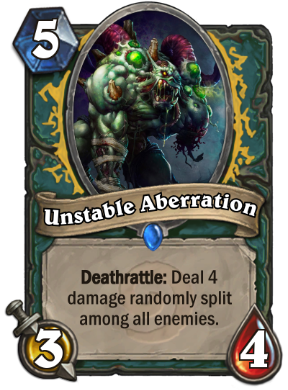 5
Unstable Aberration
Deathrattle: Deal 4
damage randomly split
among all enemies.
3
4